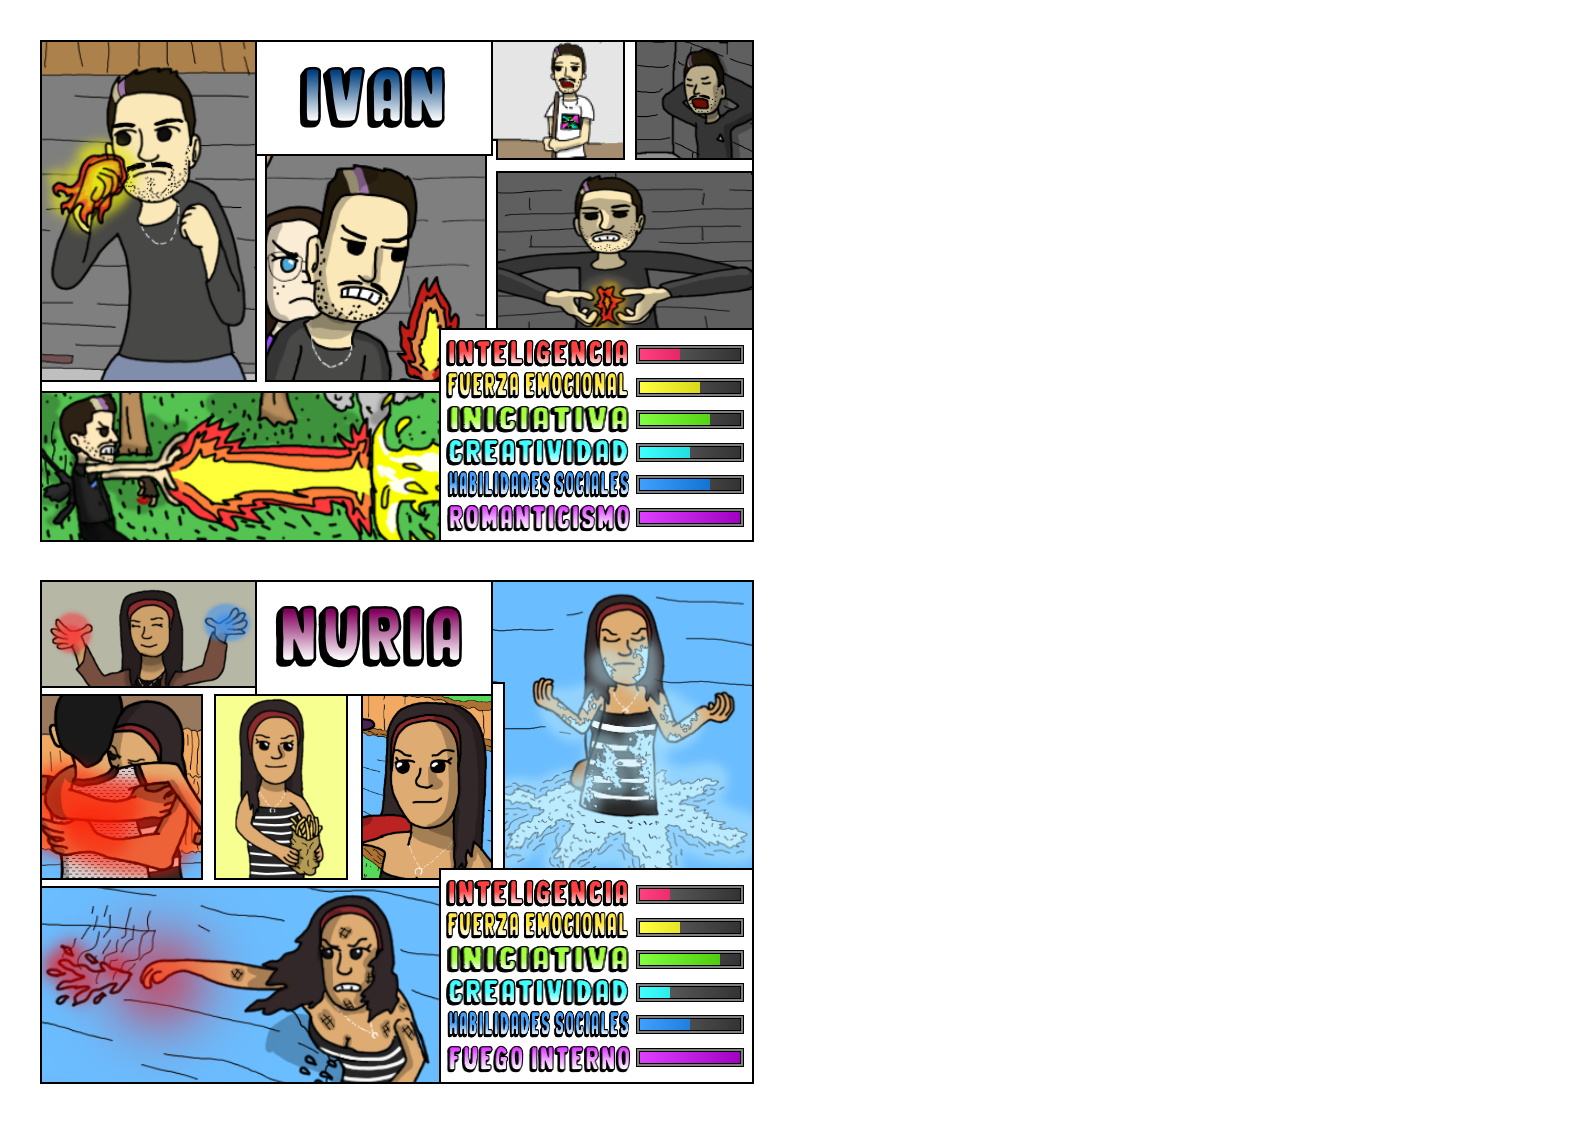 IVAN
INTELIGENCIA
FUERZA EMOCIONAL
INICIATIVA
CREATIVIDAD
HABILIDADES SOCIALES
ROMANTICISMO
NURIA
INTELIGENCIA
FUERZA EMOCIONAL
INICIATIVA
CREATIVIDAD
HABILIDADES SOCIALES
FUEGO INTERNO